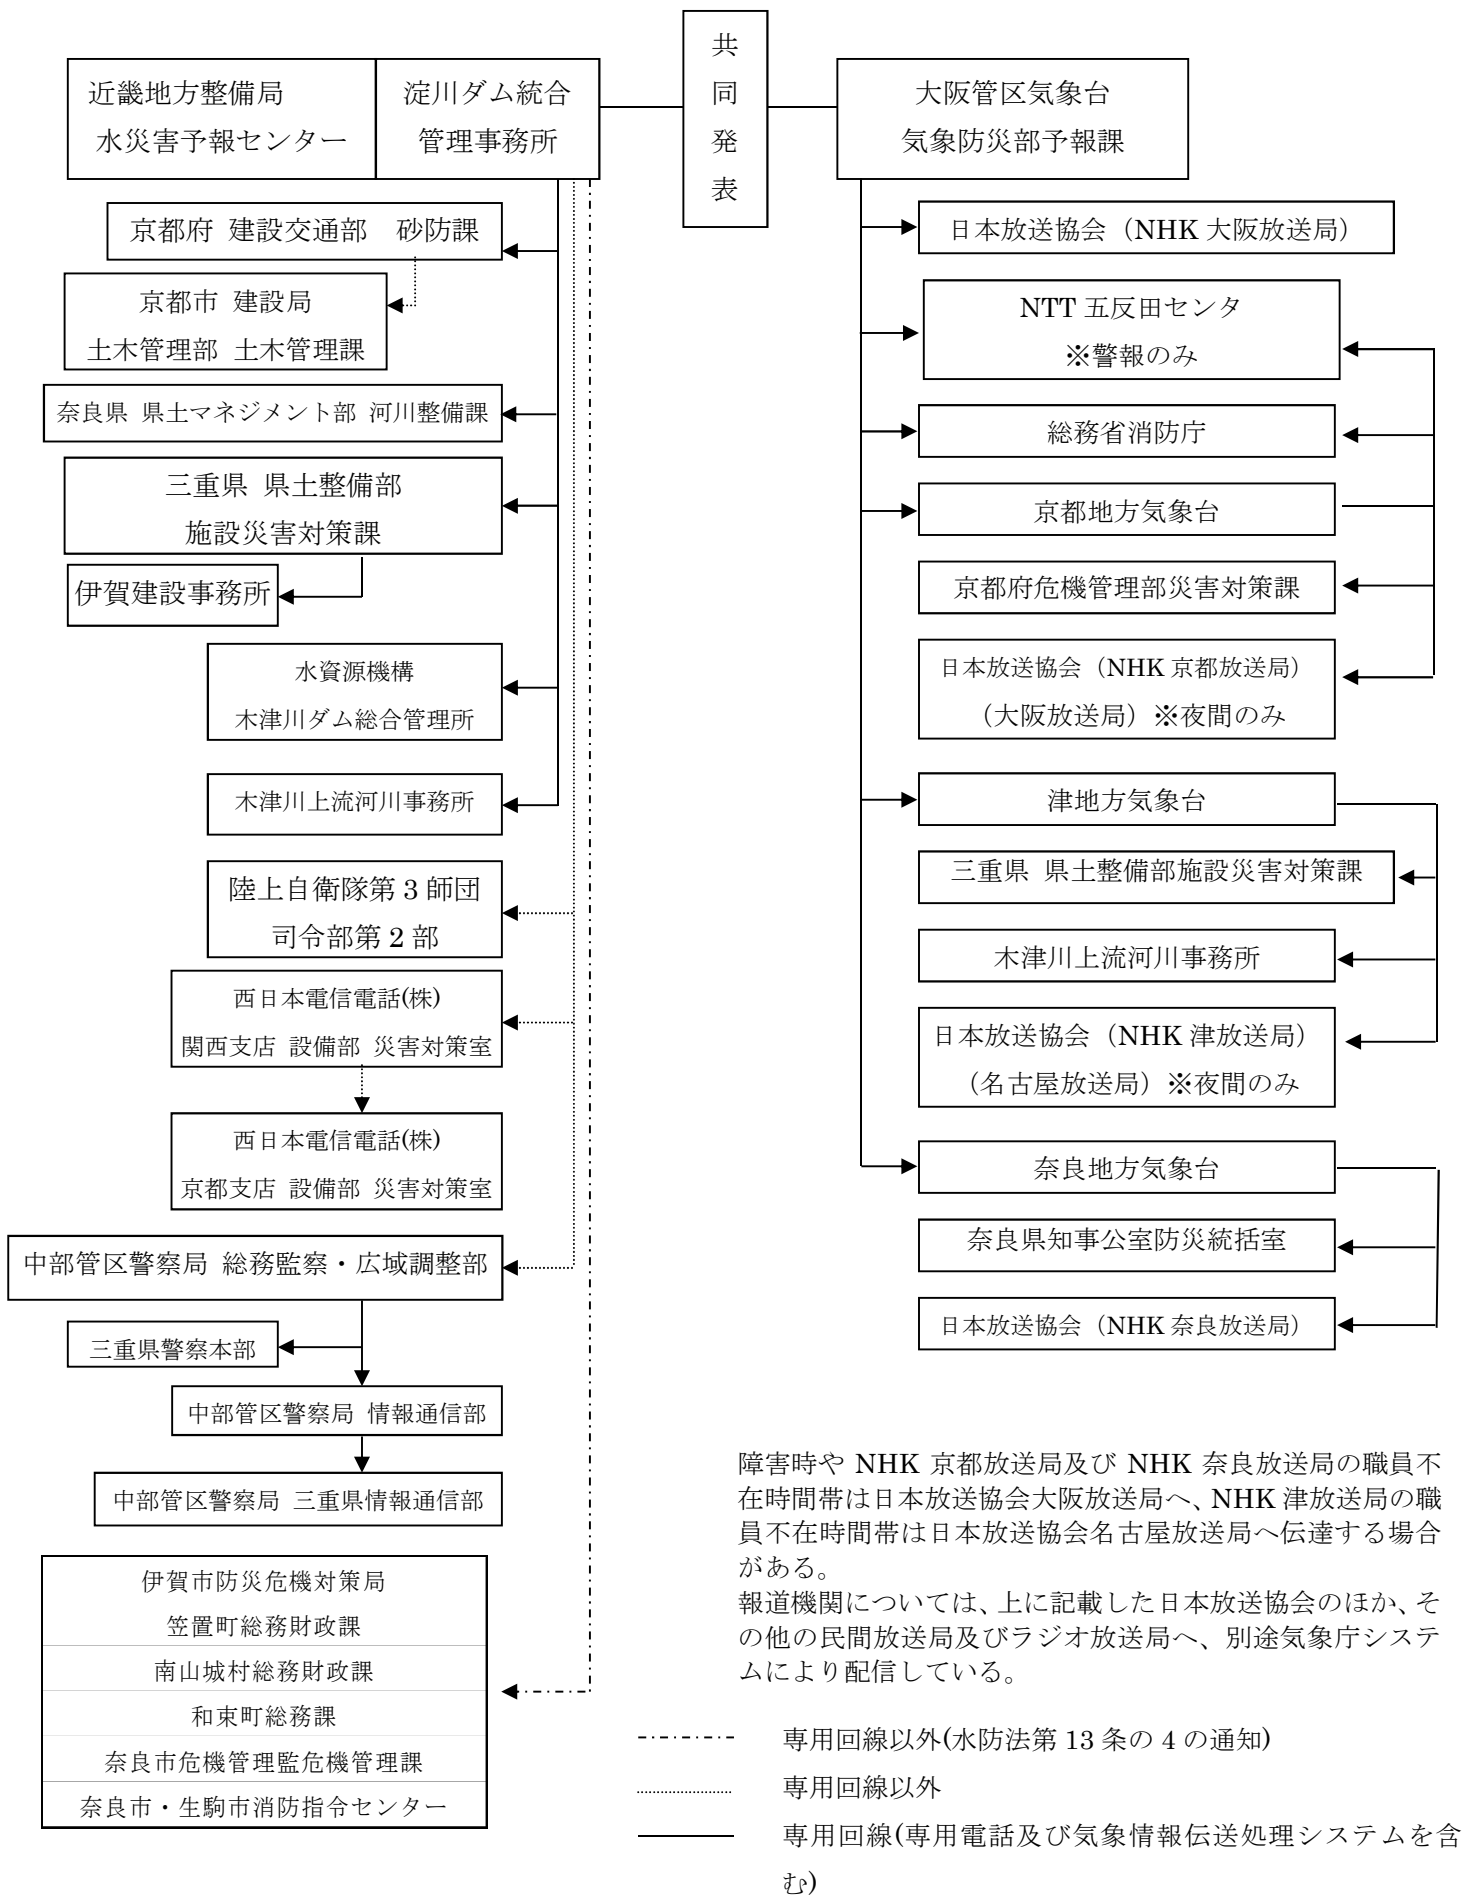 共
同
発
表
近畿地方整備局
水災害予報センター
淀川ダム統合
管理事務所
大阪管区気象台
気象防災部予報課
京都府 建設交通部　砂防課
京都市 建設局
土木管理部 土木管理課
奈良県 県土マネジメント部 河川整備課
三重県 県土整備部
施設災害対策課
伊賀建設事務所
水資源機構
木津川ダム総合管理所
木津川上流河川事務所
陸上自衛隊第 3 師団
司令部第 2 部
西日本電信電話(株)
関西支店 設備部 災害対策室
西日本電信電話(株)
京都支店 設備部 災害対策室
中部管区警察局 総務監察・広域調整部
三重県警察本部
中部管区警察局 情報通信部
中部管区警察局 三重県情報通信部
伊賀市防災危機対策局
笠置町総務財政課
南山城村総務財政課
和束町総務課
奈良市危機管理監危機管理課
奈良市・生駒市消防指令センター
日本放送協会（NHK 大阪放送局）
NTT 五反田センタ
※警報のみ
総務省消防庁
京都地方気象台
京都府危機管理部災害対策課
日本放送協会（NHK 京都放送局）
（大阪放送局）※夜間のみ
津地方気象台
三重県 県土整備部施設災害対策課
木津川上流河川事務所
日本放送協会（NHK 津放送局）
（名古屋放送局）※夜間のみ
奈良地方気象台
奈良県知事公室防災統括室
日本放送協会（NHK 奈良放送局）
障害時や NHK 京都放送局及び NHK 奈良放送局の職員不
在時間帯は日本放送協会大阪放送局へ、NHK 津放送局の職
員不在時間帯は日本放送協会名古屋放送局へ伝達する場合
がある。
報道機関については、上に記載した日本放送協会のほか、そ
の他の民間放送局及びラジオ放送局へ、別途気象庁システ
ムにより配信している。
専用回線以外(水防法第 13 条の 4 の通知)
専用回線以外
専用回線(専用電話及び気象情報伝送処理システムを含
む)